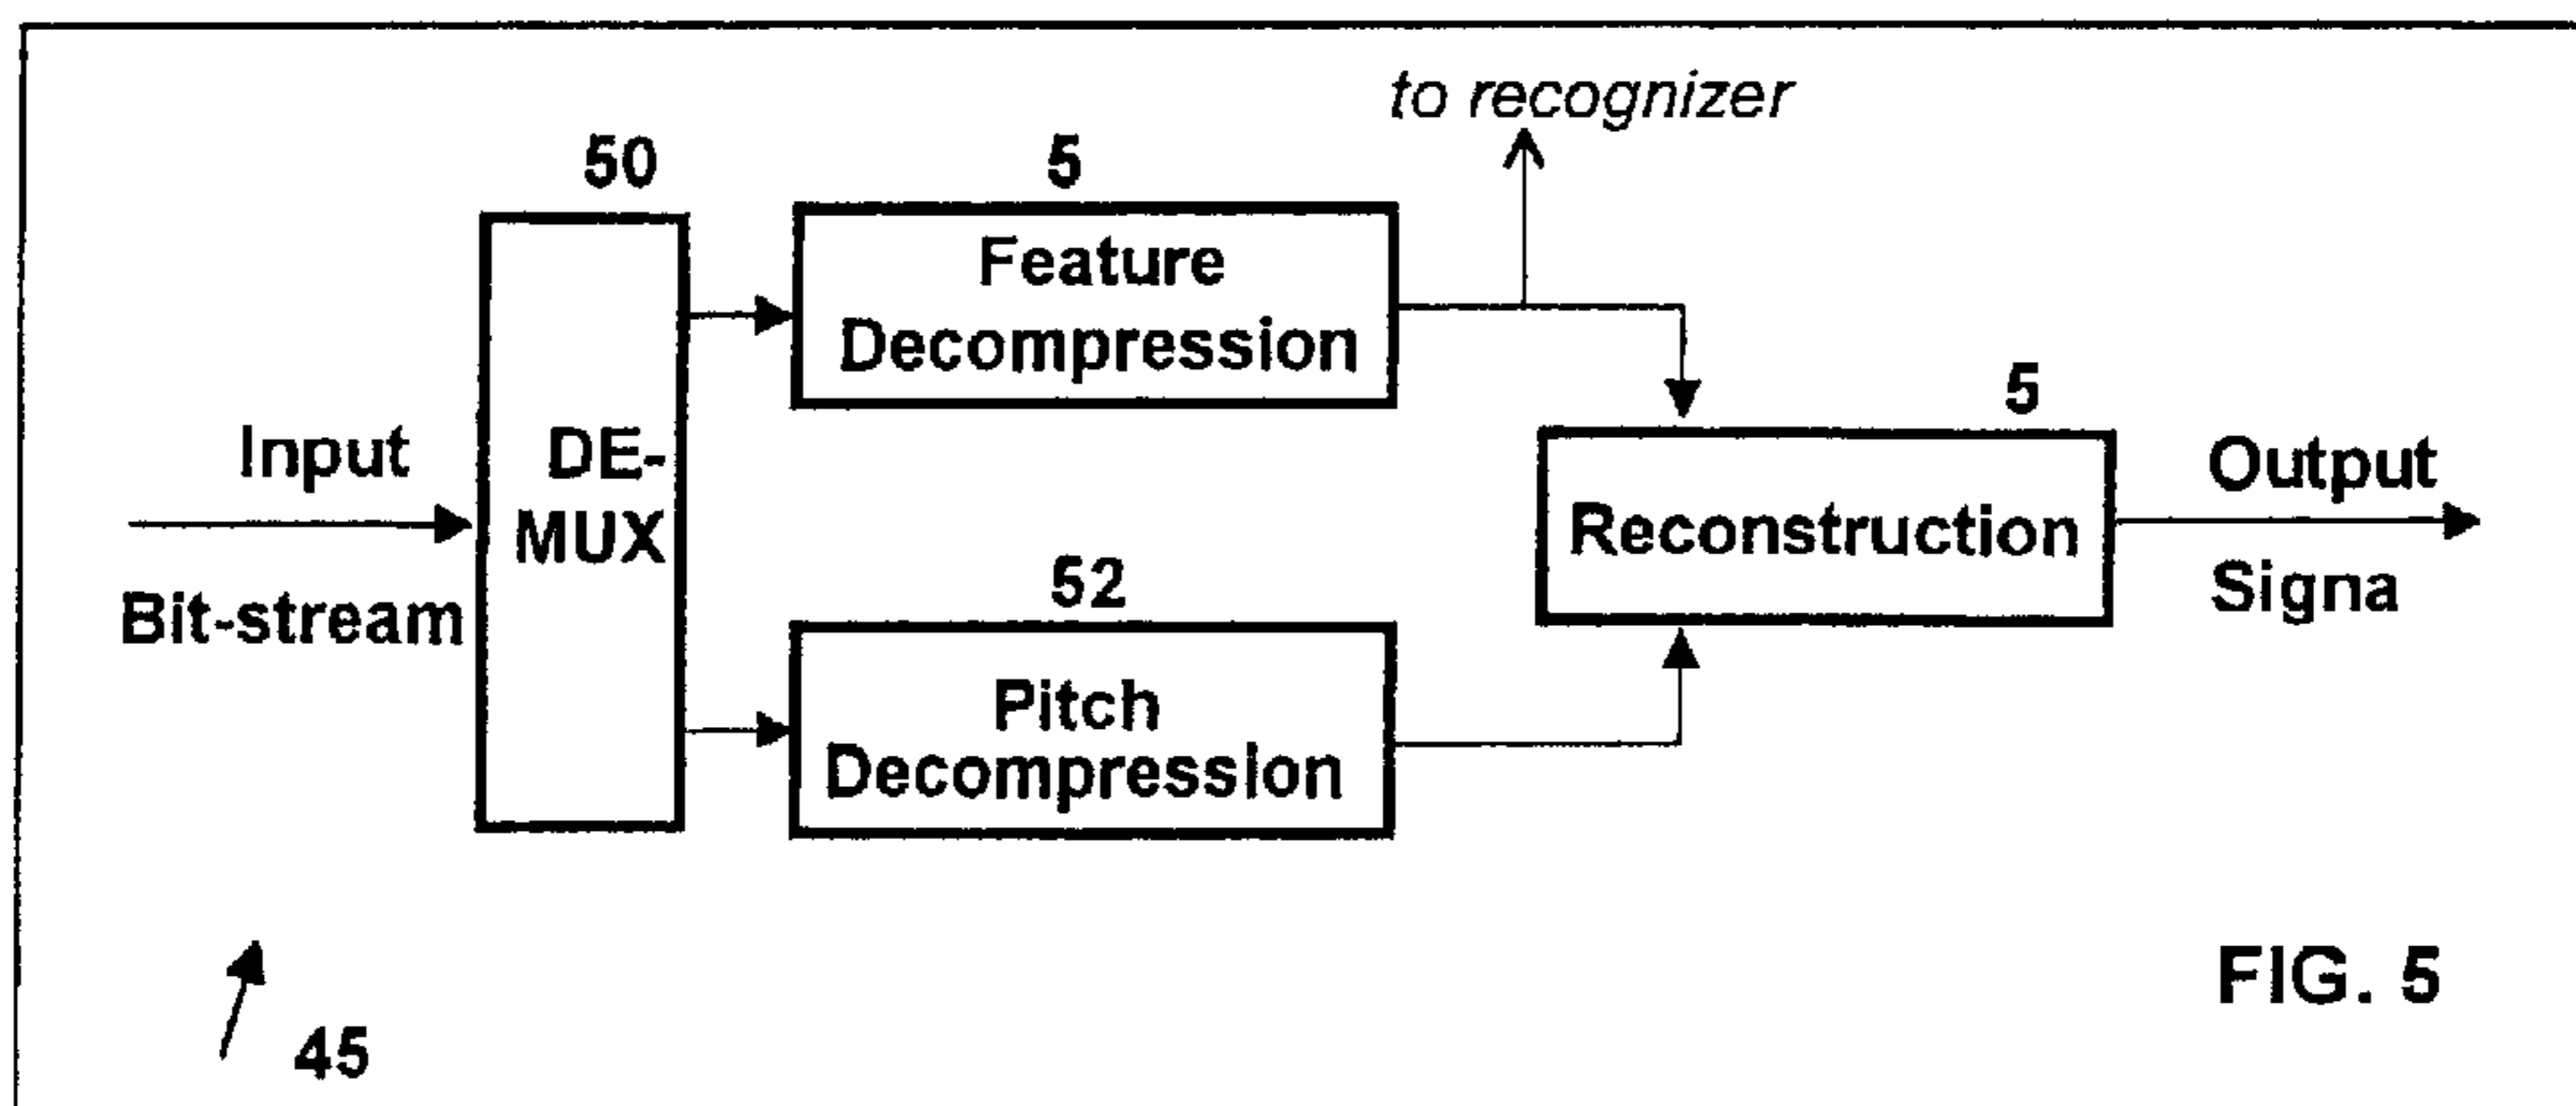 to recognizer
50
5
Feature
Decompression
5
Input
DE-
MUX
Bit-stream
Reconstruction
Output
Signa
52
Pitch
Decompression
FIG. 5
45